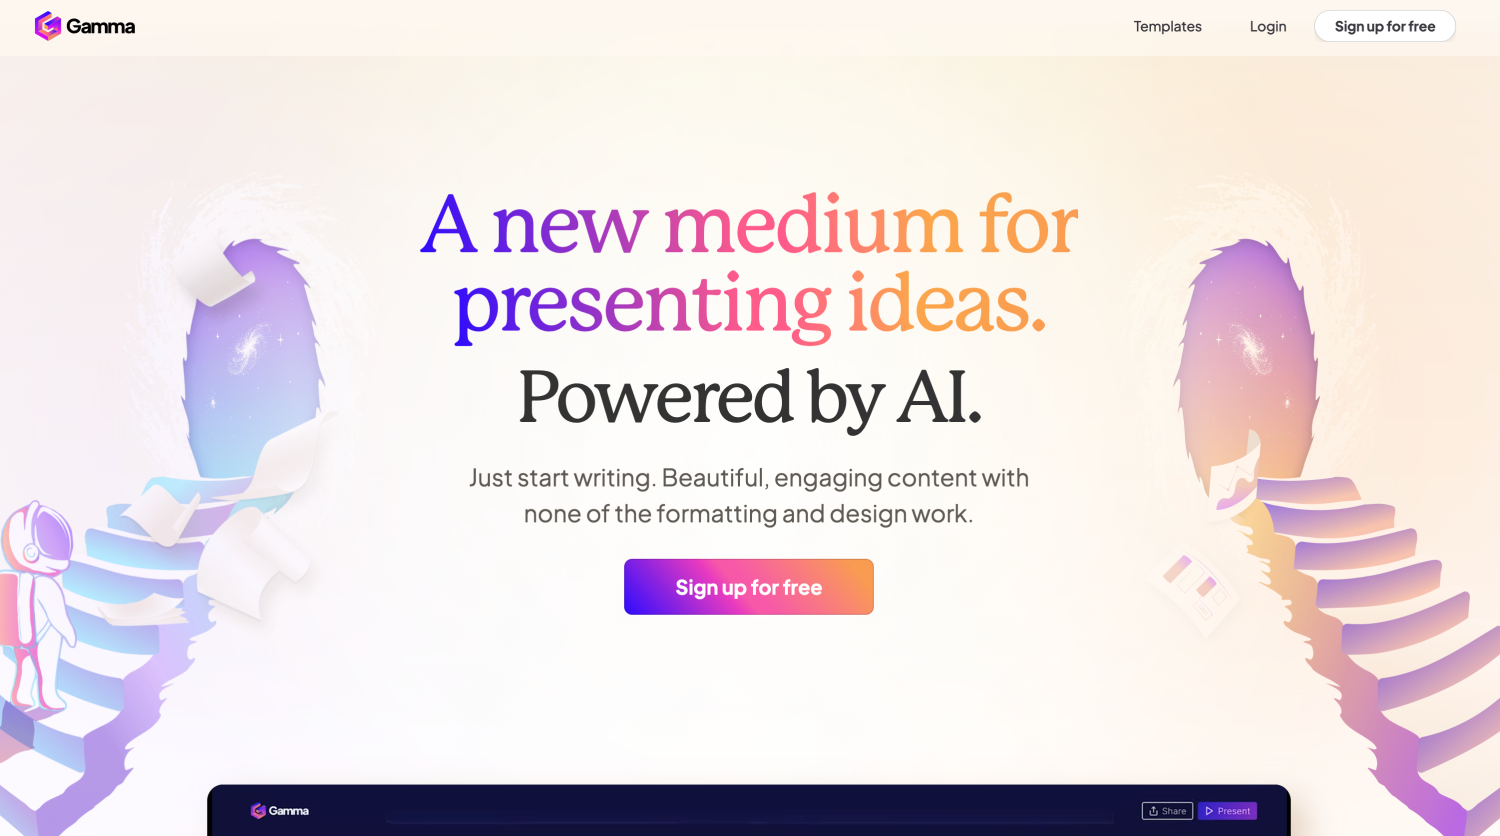 Gamma
Templates
Login
Sign up for free
A new medium for
presenting ideas.
Powered by AI.
Just start writing. Beautiful, engaging content with
none of the formatting and design work.
Sign up for free
Gamma
Share
Present